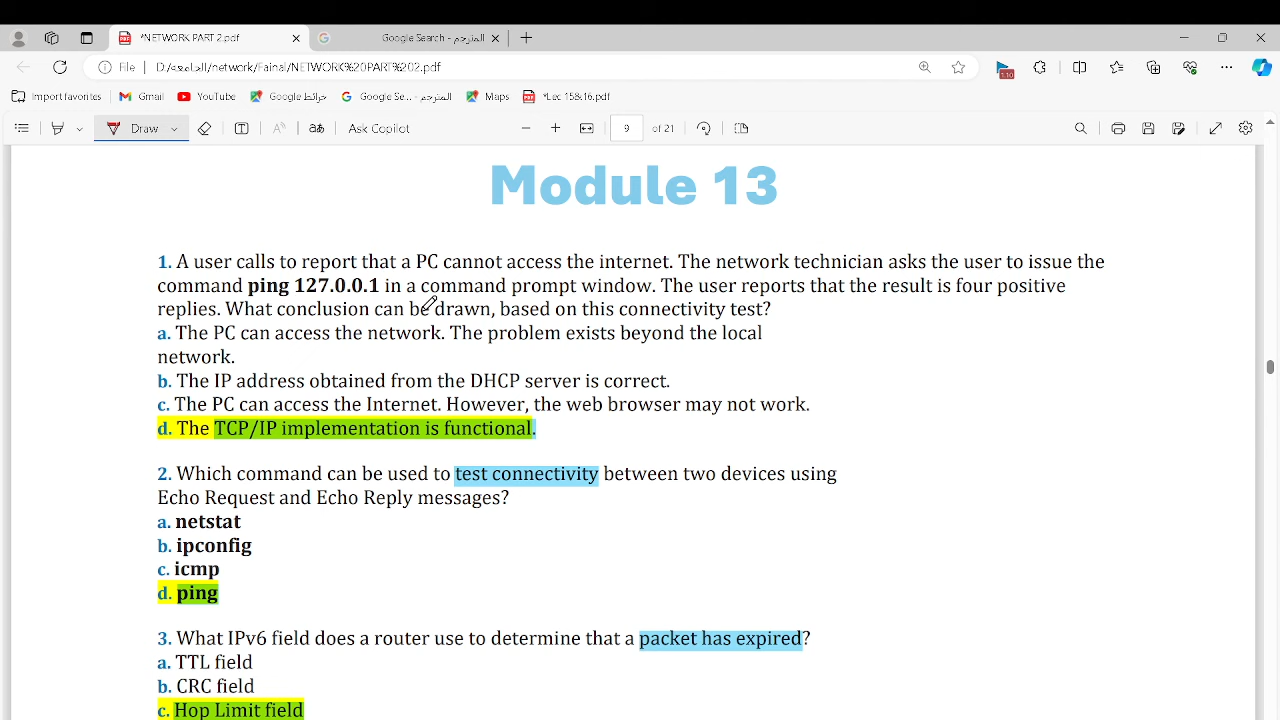 *NETWORK PART 2.pdf
Google Search - المترجم
File
D:/الجامعه/network/Fainal/NETWORK%20PART%202.pdf
1.10
Import favorites
Gmail
YouTube
خرائط Google
Google Se... - المترجم
Maps
*Lec 15&16.pdf
Draw
Ask Copilot
9
of 21
Module 13
1. A user calls to report that a PC cannot access the internet. The network technician asks the user to issue the
command ping 127.0.0.1 in a command prompt window. The user reports that the result is four positive
replies. What conclusion can be drawn, based on this connectivity test?
a. The PC can access the network. The problem exists beyond the local
network.
b. The IP address obtained from the DHCP server is correct.
c. The PC can access the Internet. However, the web browser may not work.
d. The TCP/IP implementation is functional.
2. Which command can be used to test connectivity between two devices using
Echo Request and Echo Reply messages?
a. netstat
b. ipconfig
c. icmp
d. ping
3. What IPv6 field does a router use to determine that a packet has expired?
a. TTL field
b. CRC field
c. Hop Limit field